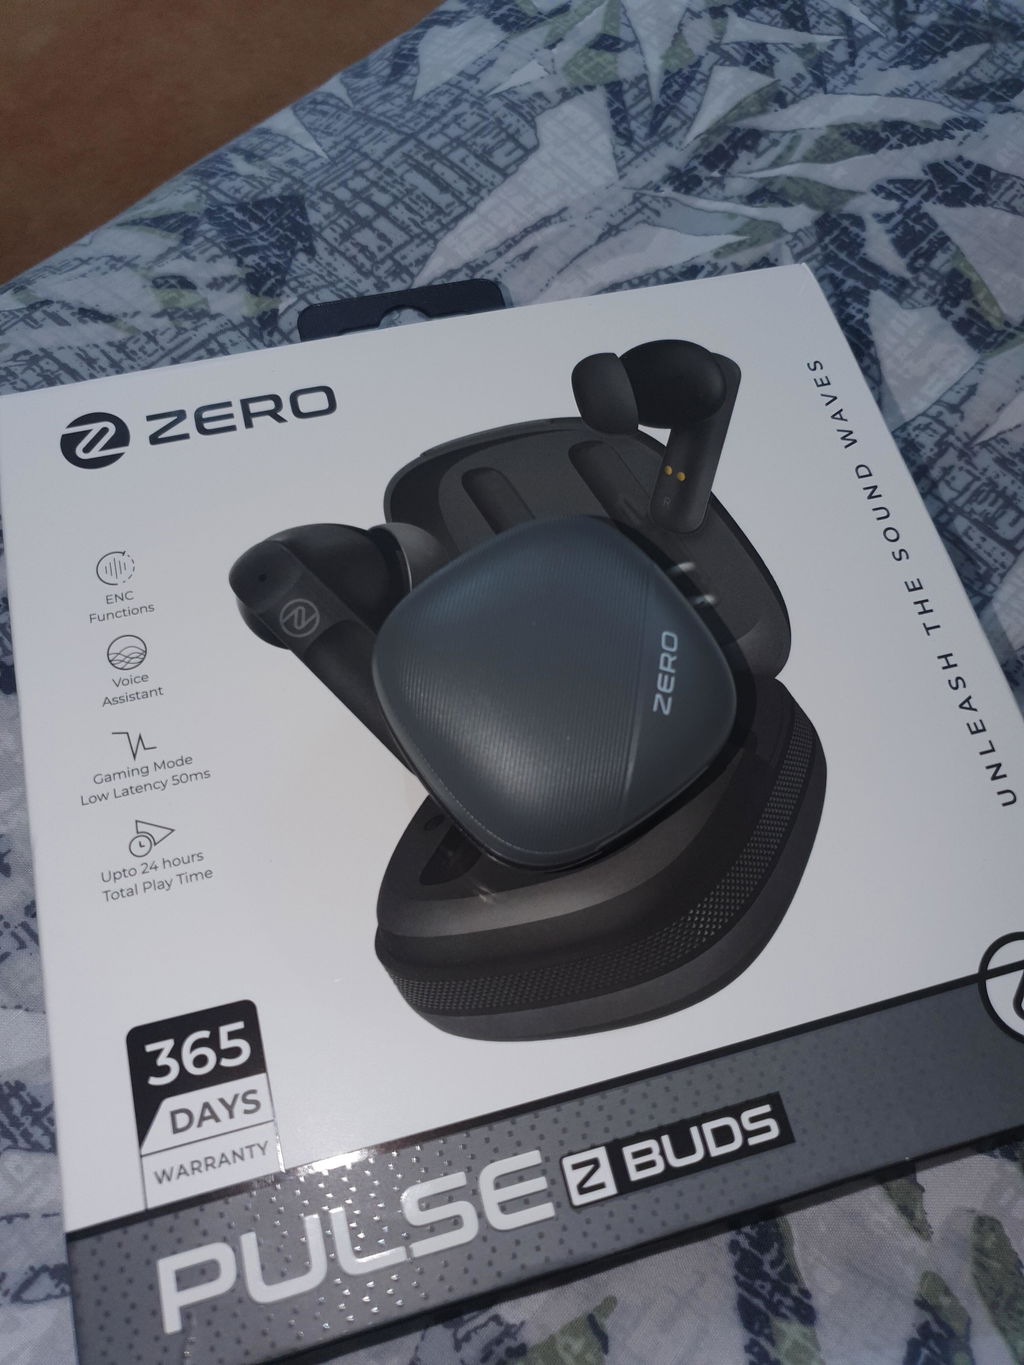 ZERO
UNLEASH THE SOUND WAVES
R
ENC
Functions
Voice
Assistant
Gaming Mode
Low Latency 50ms
Upto 24 hours
Total Play Time
ZERO
365
DAYS
WARRANTY
PULSE Z BUDS